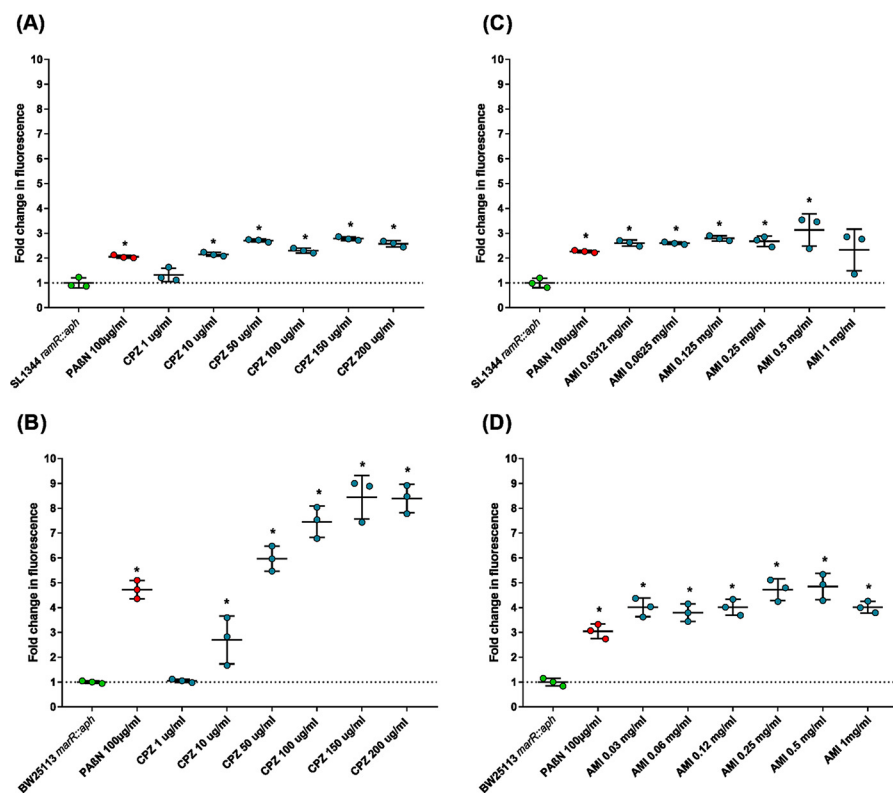 (A)
Fold change in fluorescence
10
9
8
7
6
5
4
3
2
1
0
* * * * * *
SL1344 ramR::aph
PAßN 100µg/ml
CPZ 1 ug/ml
CPZ 10 ug/ml
CPZ 50 ug/ml
CPZ 100 ug/ml
CPZ 150 ug/ml
CPZ 200 ug/ml
(C)
Fold change in fluorescence
10
9
8
7
6
5
4
3
2
1
0
* * * * * *
SL1344 ramR::aph
PAßN 100µg/ml
AMI 0.0312 mg/ml
AMI 0.0625 mg/ml
AMI 0.125 mg/ml
AMI 0.25 mg/ml
AMI 0.5 mg/ml
AMI 1 mg/ml
(B)
Fold change in fluorescence
10
9
8
7
6
5
4
3
2
1
0
* * * * * *
BW25113 marR::aph
PAßN 100µg/ml
CPZ 1 ug/ml
CPZ 10 ug/ml
CPZ 50 ug/ml
CPZ 100 ug/ml
CPZ 150 ug/ml
CPZ 200 ug/ml
(D)
Fold change in fluorescence
10
9
8
7
6
5
4
3
2
1
0
* * * * * * *
BW25113 marR::aph
PAßN 100µg/ml
AMI 0.03 mg/ml
AMI 0.06 mg/ml
AMI 0.12 mg/ml
AMI 0.25 mg/ml
AMI 0.5 mg/ml
AMI 1mg/ml